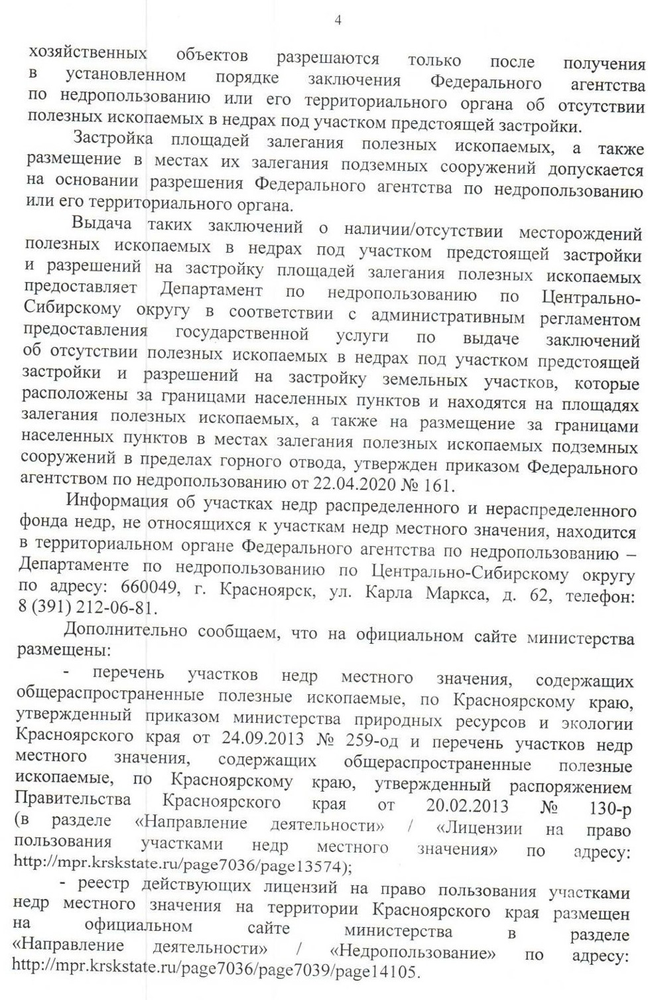 4
хозяйственных объектов разрешаются только после получения
в установленном порядке заключения Федерального агентства
по недропользованию или его территориального органа об отсутствии
полезных ископаемых в недрах под участком предстоящей застройки.
Застройка площадей залегания полезных ископаемых, а также
размещение в местах их залегания подземных сооружений допускается
на основании разрешения Федерального агентства по недропользованию
или его территориального органа.
Выдача таких заключений о наличии/отсутствии месторождений
полезных ископаемых в недрах под участком предстоящей застройки
и разрешений на застройку площадей залегания полезных ископаемых
предоставляет Департамент по недропользованию по Центрально-
Сибирскому округу в соответствии с административным регламентом
предоставления государственной услуги по выдаче заключений
об отсутствии полезных ископаемых в недрах под участком предстоящей
застройки и разрешений на застройку земельных участков, которые
расположены за границами населенных пунктов и находятся на площадях
залегания полезных ископаемых, а также на размещение за границами
населенных пунктов в местах залегания полезных ископаемых подземных
сооружений в пределах горного отвода, утвержден приказом Федерального
агентством по недропользованию от 22.04.2020 № 161.
Информация об участках недр распределенного и нераспределенного
фонда недр, не относящихся к участкам недр местного значения, находится
в территориальном органе Федерального агентства по недропользованию –
Департаменте по недропользованию по Центрально-Сибирскому округу
по адресу: 660049, г. Красноярск, ул. Карла Маркса, д. 62, телефон:
8 (391) 212-06-81.
Дополнительно сообщаем, что на официальном сайте министерства
размещены:
- перечень участков недр местного значения, содержащих
общераспространенные полезные ископаемые, по Красноярскому краю,
утвержденный приказом министерства природных ресурсов и экологии
Красноярского края от 24.09.2013 № 259-од и перечень участков недр
местного значения, содержащих общераспространенные полезные
ископаемые, по Красноярскому краю, утвержденный распоряжением
Правительства Красноярского края от 20.02.2013 № 130-р
(в разделе «Направление деятельности» / «Лицензии на право
пользования участками недр местного значения» по адресу:
http://mpr.krskstate.ru/page7036/page13574);
- реестр действующих лицензий на право пользования участками
недр местного значения на территории Красноярского края размещен
на официальном сайте министерства в разделе
«Направление деятельности» / «Недропользование» по адресу:
http://mpr.krskstate.ru/page7036/page7039/page14105.